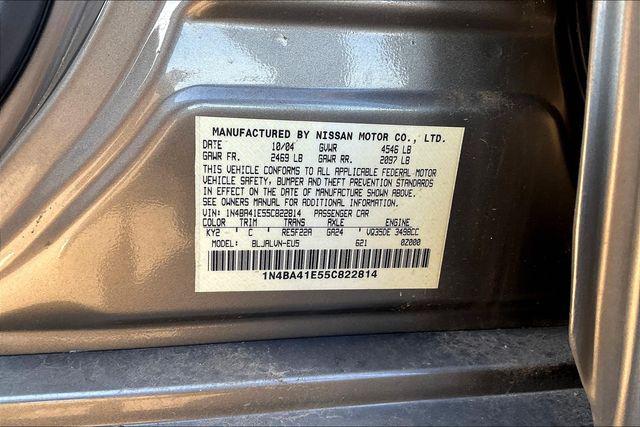 MANUFACTURED BY NISSAN MOTOR CO., LTD.
DATE 10/04 GVWR 4546 LB
GAWR FR. 2469 LB GAWR RR. 2097 LB
THIS VEHICLE CONFORMS TO ALL APPLICABLE FEDERAL MOTOR
VEHICLE SAFETY, BUMPER AND THEFT PREVENTION STANDARDS
IN EFFECT ON THE DATE OF MANUFACTURE SHOWN ABOVE.
SEE OWNERS MANUAL FOR ADDITIONAL INFORMATION.
VIN: 1N4BA41E55C822814 PASSENGER CAR
COLOR TRIM TRANS AXLE ENGINE
KY2 C RE5F22A GA24 VQ35DE 3498CC
MODEL: BLJALVN-EU5 621 0Z000
1N4BA41E55C822814